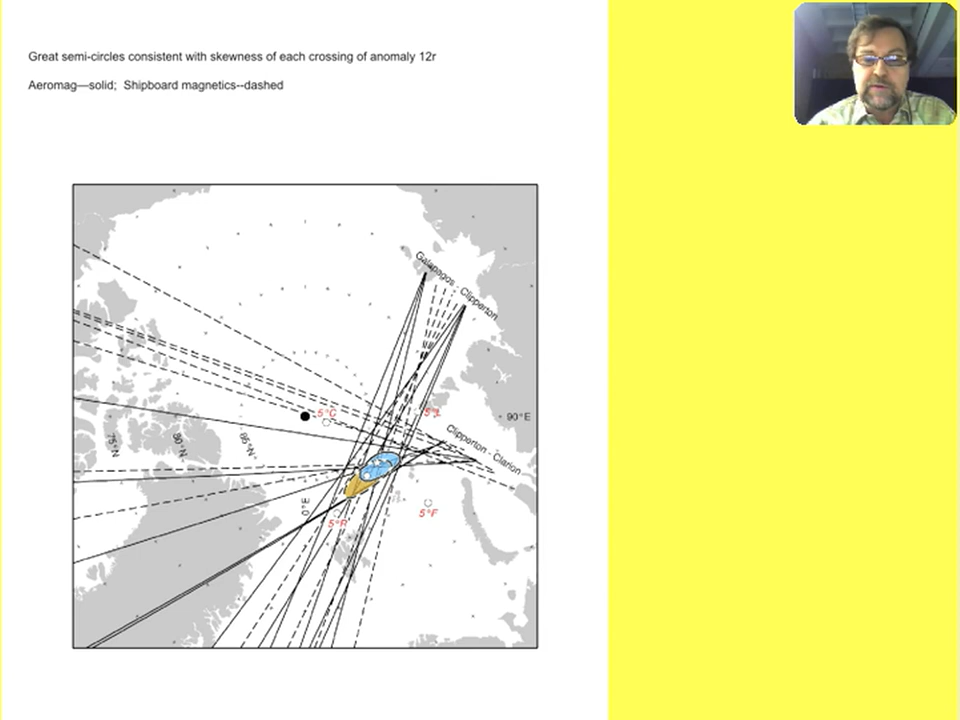 Great semi-circles consistent with skewness of each crossing of anomaly 12r
Aeromag—solid; Shipboard magnetics--dashed
Galapagos - Clipperton
5°C
90°E
Clipperton - Clarion
75°N
80°N
85°N
0°E
5°R
5°F